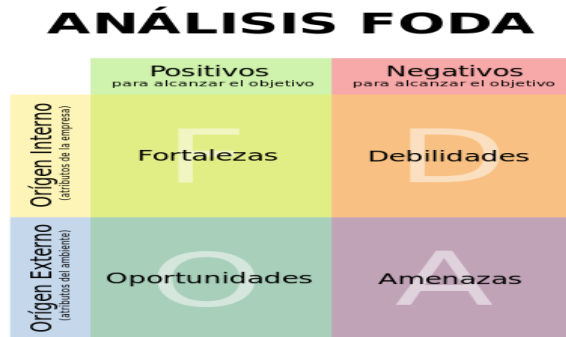 ANÁLISIS FODA
Positivos
para alcanzar el objetivo
Negativos
para alcanzar el objetivo
Orígen Interno
(atributos de la empresa)
F
Fortalezas
D
Debilidades
Orígen Externo
(atributos del ambiente)
O
Oportunidades
A
Amenazas